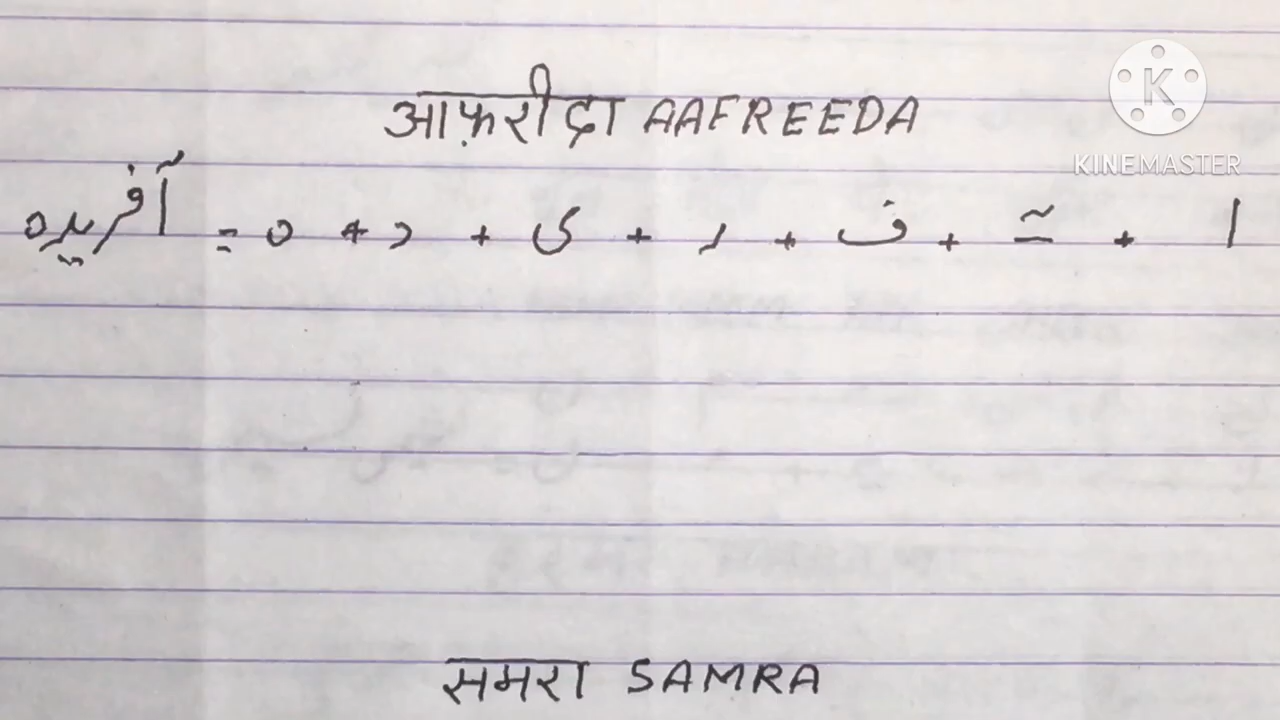 आफ़रीदा AAFREEDA
KINEMASTER
ا + ٓ + ف + ر + ی + د + ہ = آفریدہ
समरा SAMRA